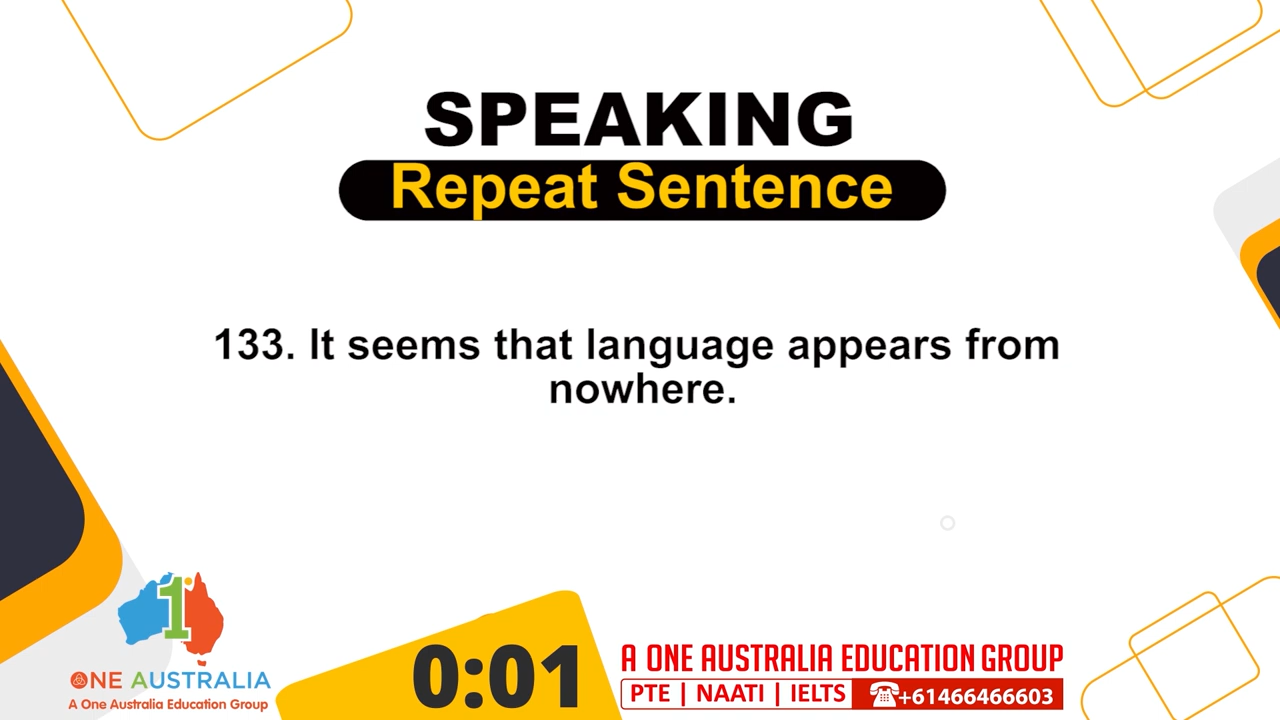 SPEAKING
Repeat Sentence
133. It seems that language appears from
nowhere.
1
ONE AUSTRALIA
A One Australia Education Group
0:01
A ONE AUSTRALIA EDUCATION GROUP
PTE | NAATI | IELTS +61466466603